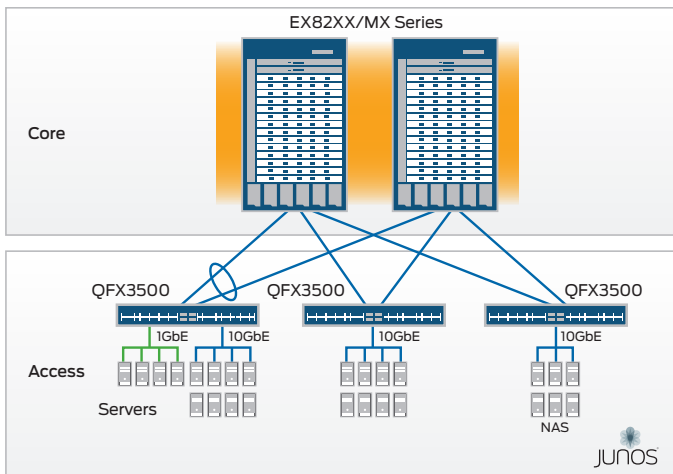 EX82XX/MX Series
Core
QFX3500
QFX3500
QFX3500
1GbE
10GbE
10GbE
10GbE
Access
Servers
NAS
JUNOS